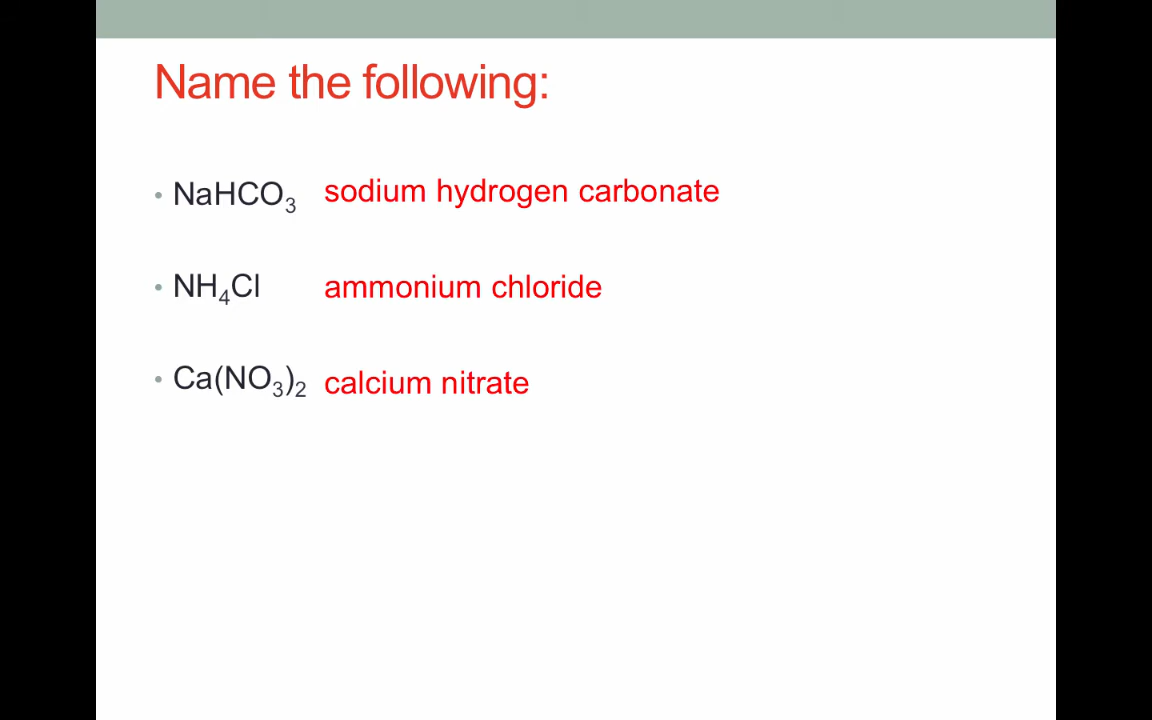 Name the following:
• NaHCO₃ sodium hydrogen carbonate
• NH₄Cl ammonium chloride
• Ca(NO₃)₂ calcium nitrate